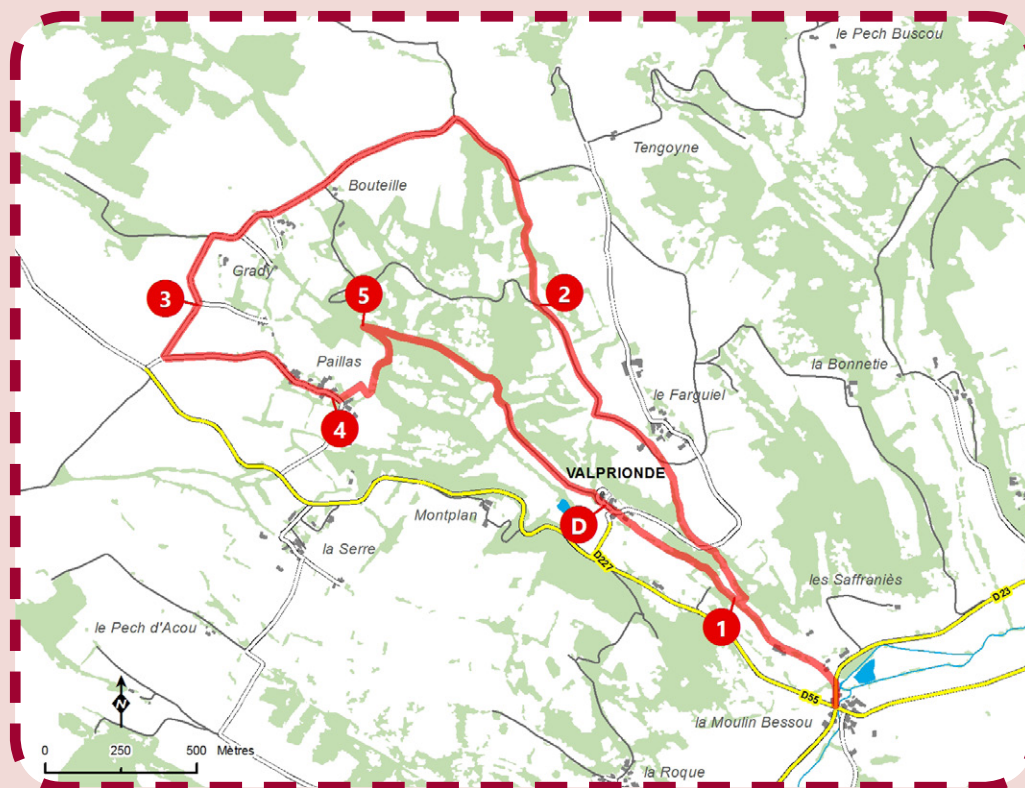 le Pech Buscou
Tengoyne
Bouteille
Grady
5
2
3
Paillas
la Bonnetie
le Farguiel
4
VALPRIONDE
Montplan
D
la Serre
D227
les Saffraniès
D 23
1
le Pech d'Acou
N
D55
la Moulin Bessou
0 250 500 Mètres
la Roque